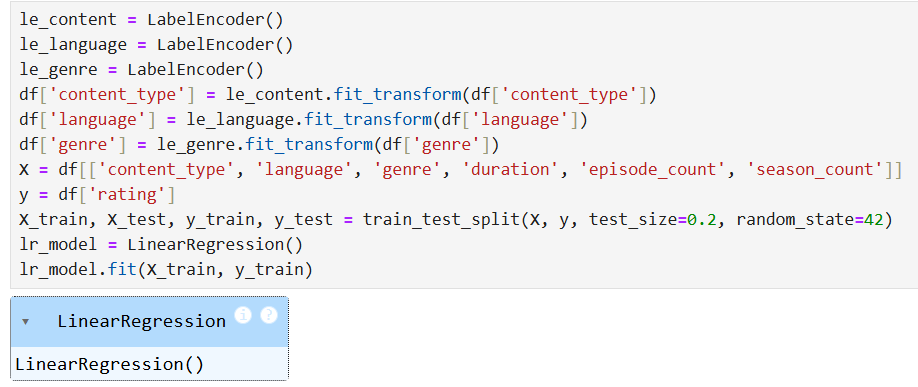 le_content = LabelEncoder()
le_language = LabelEncoder()
le_genre = LabelEncoder()
df['content_type'] = le_content.fit_transform(df['content_type'])
df['language'] = le_language.fit_transform(df['language'])
df['genre'] = le_genre.fit_transform(df['genre'])
X = df[['content_type', 'language', 'genre', 'duration', 'episode_count', 'season_count']]
y = df['rating']
X_train, X_test, y_train, y_test = train_test_split(X, y, test_size=0.2, random_state=42)
lr_model = LinearRegression()
lr_model.fit(X_train, y_train)
▾ LinearRegression i ?
LinearRegression()